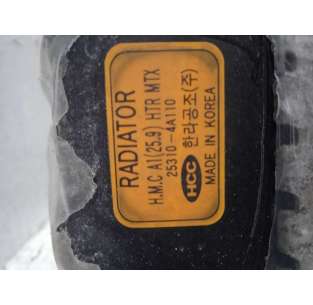 RADIATOR
H.M.C A1(25.9) HTR MTX
25310-4A110
HCC 한라공조(주)
MADE IN KOREA